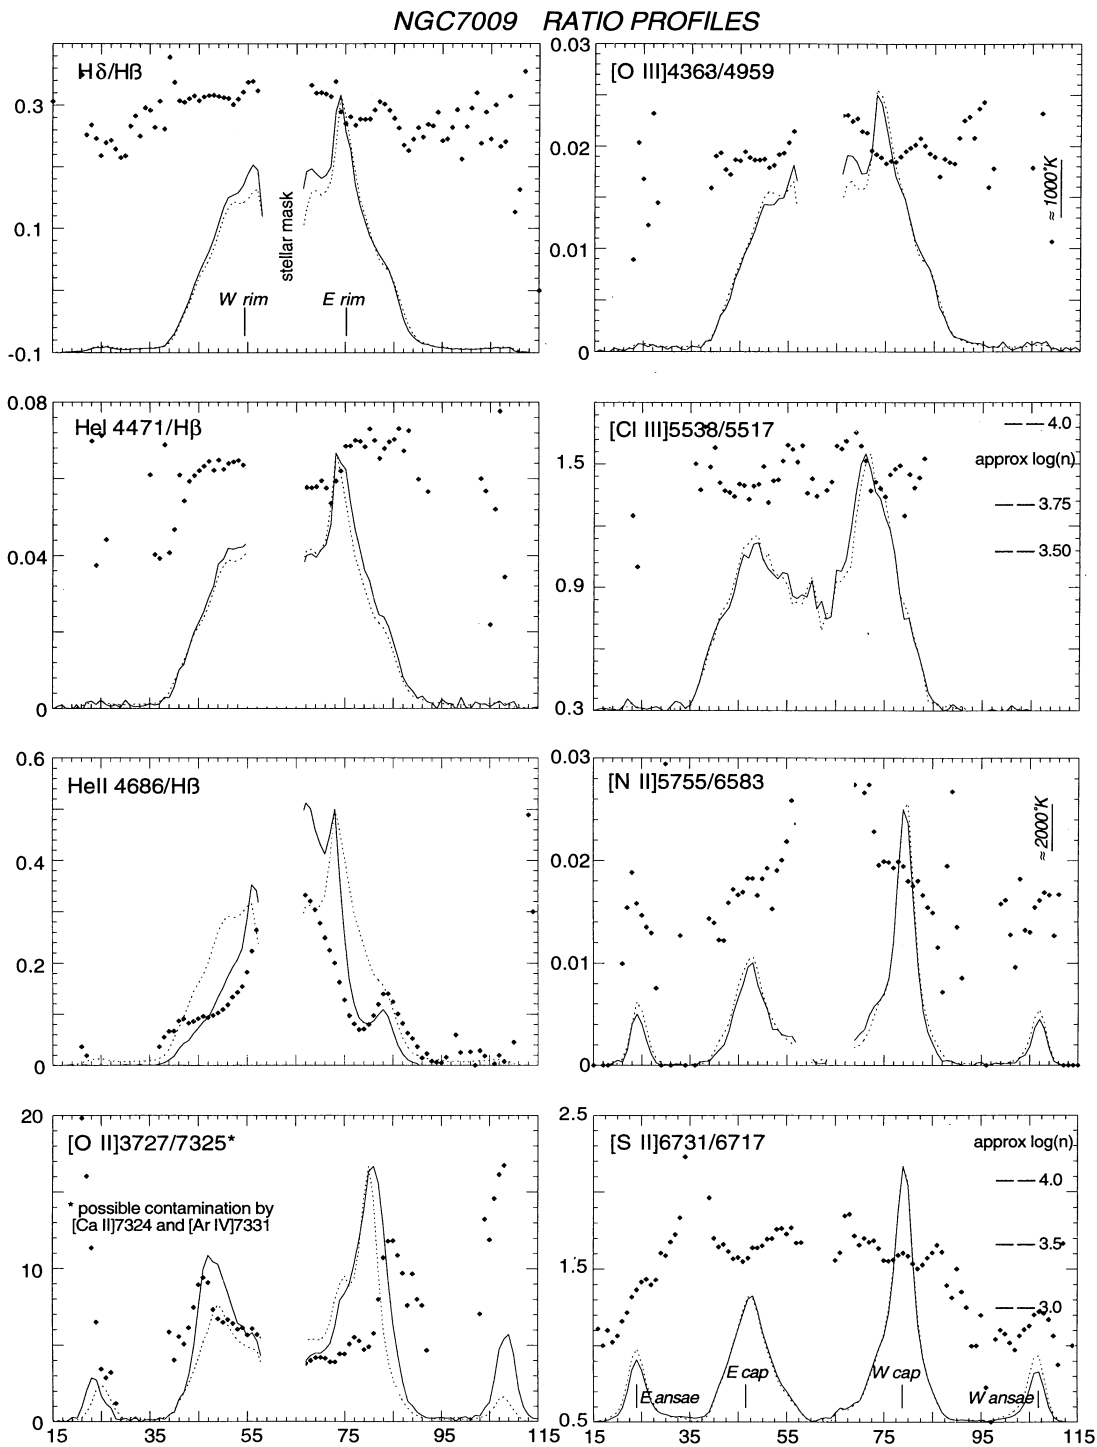 NGC7009 RATIO PROFILES
Hδ/Hß
0.3
0.1
-0.1
stellar mask
W rim
E rim
[O III]4363/4959
0.03
0.02
0.01
0
≈ 1000°K
HeI 4471/Hβ
0.08
0.04
0
[Cl III]5538/5517
1.5
0.9
0.3
4.0
approx log(n)
3.75
3.50
HeII 4686/Hß
0.6
0.4
0.2
0
[N II]5755/6583
0.03
0.02
0.01
0
≈ 2000°K
[O II]3727/7325*
20
10
0
* possible contamination by
[Ca II]7324 and [Ar IV]7331
15 35 55 75 95 115
[S II]6731/6717
2.5
1.5
0.5
approx log(n)
4.0
3.5
3.0
E ansae
E cap
W cap
W ansae
15 35 55 75 95 115